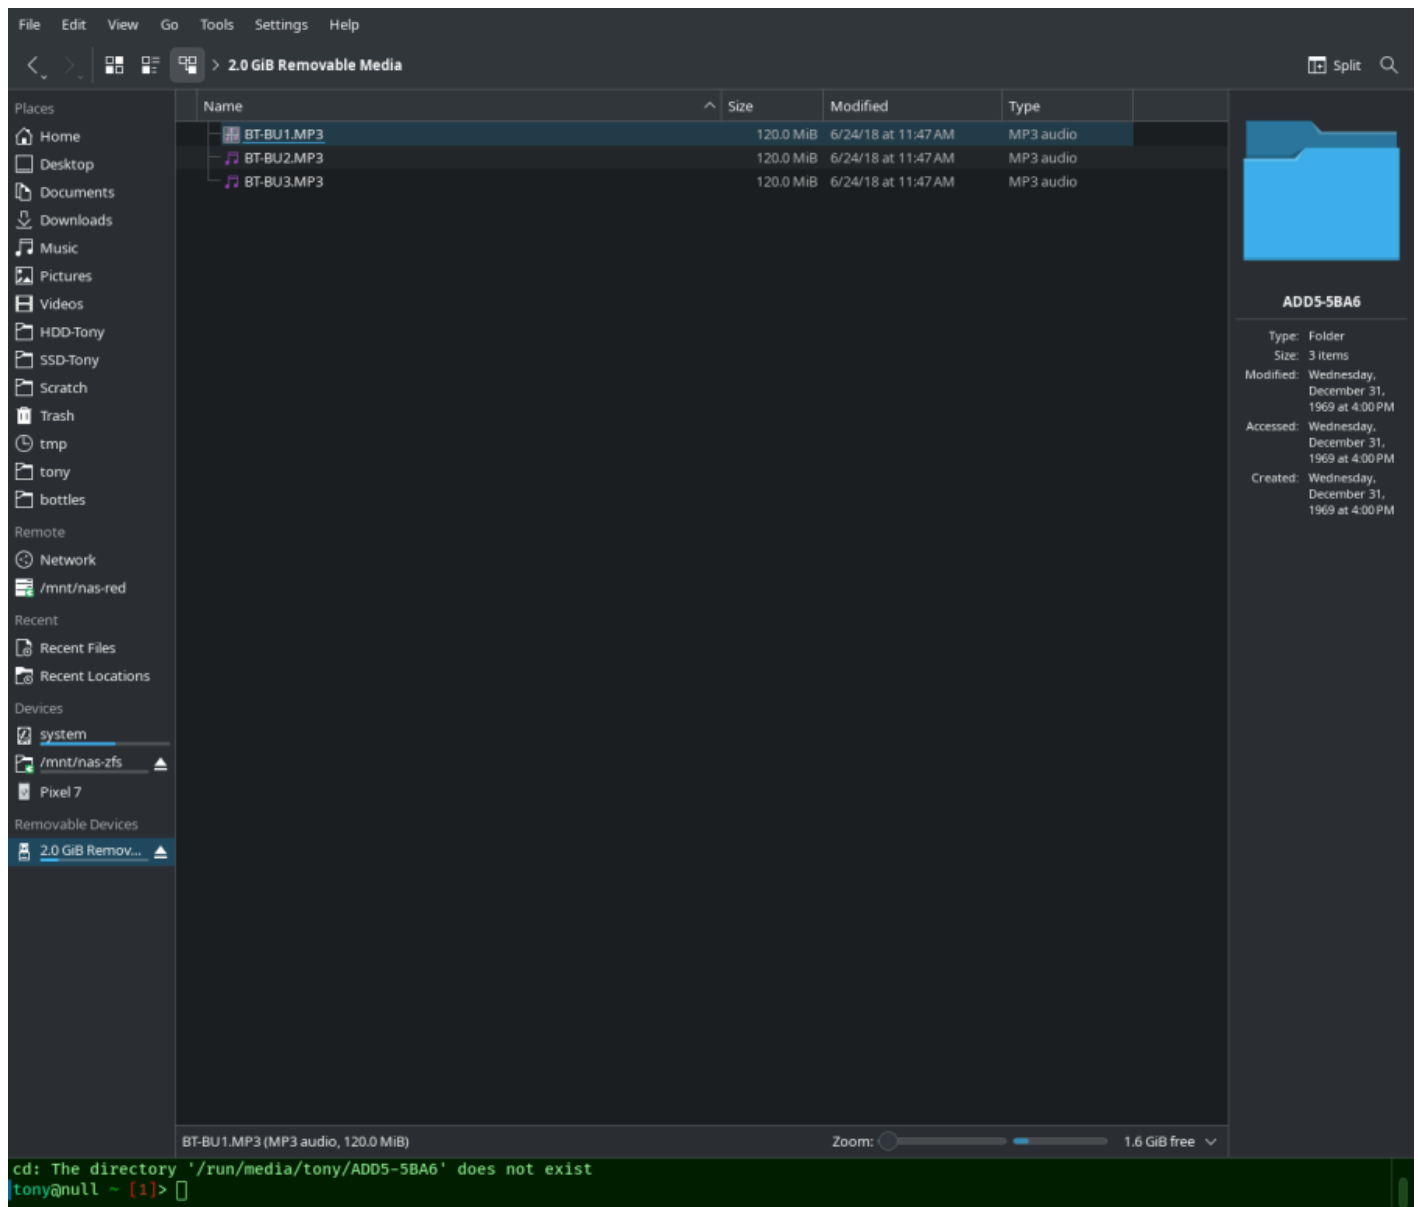 File Edit View Go Tools Settings Help
> 2.0 GiB Removable Media
Split
Places
Home
Desktop
Documents
Downloads
Music
Pictures
Videos
HDD-Tony
SSD-Tony
Scratch
Trash
tmp
tony
bottles
Remote
Network
/mnt/nas-red
Recent
Recent Files
Recent Locations
Devices
system
/mnt/nas-zfs
Pixel 7
Removable Devices
2.0 GiB Remov...
Name Size Modified Type
BT-BU1.MP3 120.0 MiB 6/24/18 at 11:47 AM MP3 audio
BT-BU2.MP3 120.0 MiB 6/24/18 at 11:47 AM MP3 audio
BT-BU3.MP3 120.0 MiB 6/24/18 at 11:47 AM MP3 audio
ADD5-5BA6
Type: Folder
Size: 3 items
Modified: Wednesday,
December 31,
1969 at 4:00 PM
Accessed: Wednesday,
December 31,
1969 at 4:00 PM
Created: Wednesday,
December 31,
1969 at 4:00 PM
BT-BU1.MP3 (MP3 audio, 120.0 MiB)
Zoom:
1.6 GiB free
cd: The directory '/run/media/tony/ADD5-5BA6' does not exist
tony@null ~ [1]>